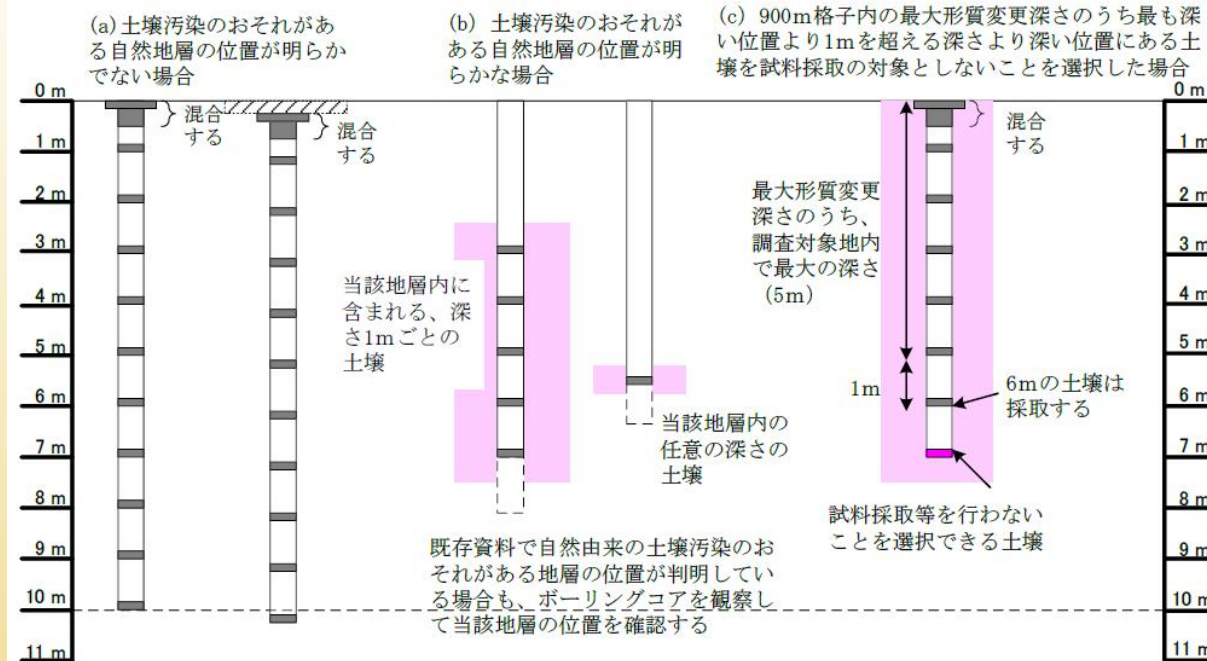 (a)土壌汚染のおそれがあ
る自然地層の位置が明らか
でない場合
(b) 土壌汚染のおそれが
ある自然地層の位置が明
らかな場合
(c) 900m格子内の最大形質変更深さのうち最も深
い位置より1mを超える深さより深い位置にある土
壌を試料採取の対象としないことを選択した場合
0 m
1 m
2 m
3 m
4 m
5 m
6 m
7 m
8 m
9 m
10 m
11 m
混合
する
混合
する
当該地層内に
含まれる、深
さ1mごとの
土壌
当該地層内の
任意の深さの
土壌
既存資料で自然由来の土壌汚染のお
それがある地層の位置が判明してい
る場合も、ボーリングコアを観察し
て当該地層の位置を確認する
混合
する
最大形質変更
深さのうち、
調査対象地内
で最大の深さ
(5m)
1m
6mの土壌は
採取する
試料採取等を行わない
ことを選択できる土壌
0 m
1 m
2 m
3 m
4 m
5 m
6 m
7 m
8 m
9 m
10 m
11 m